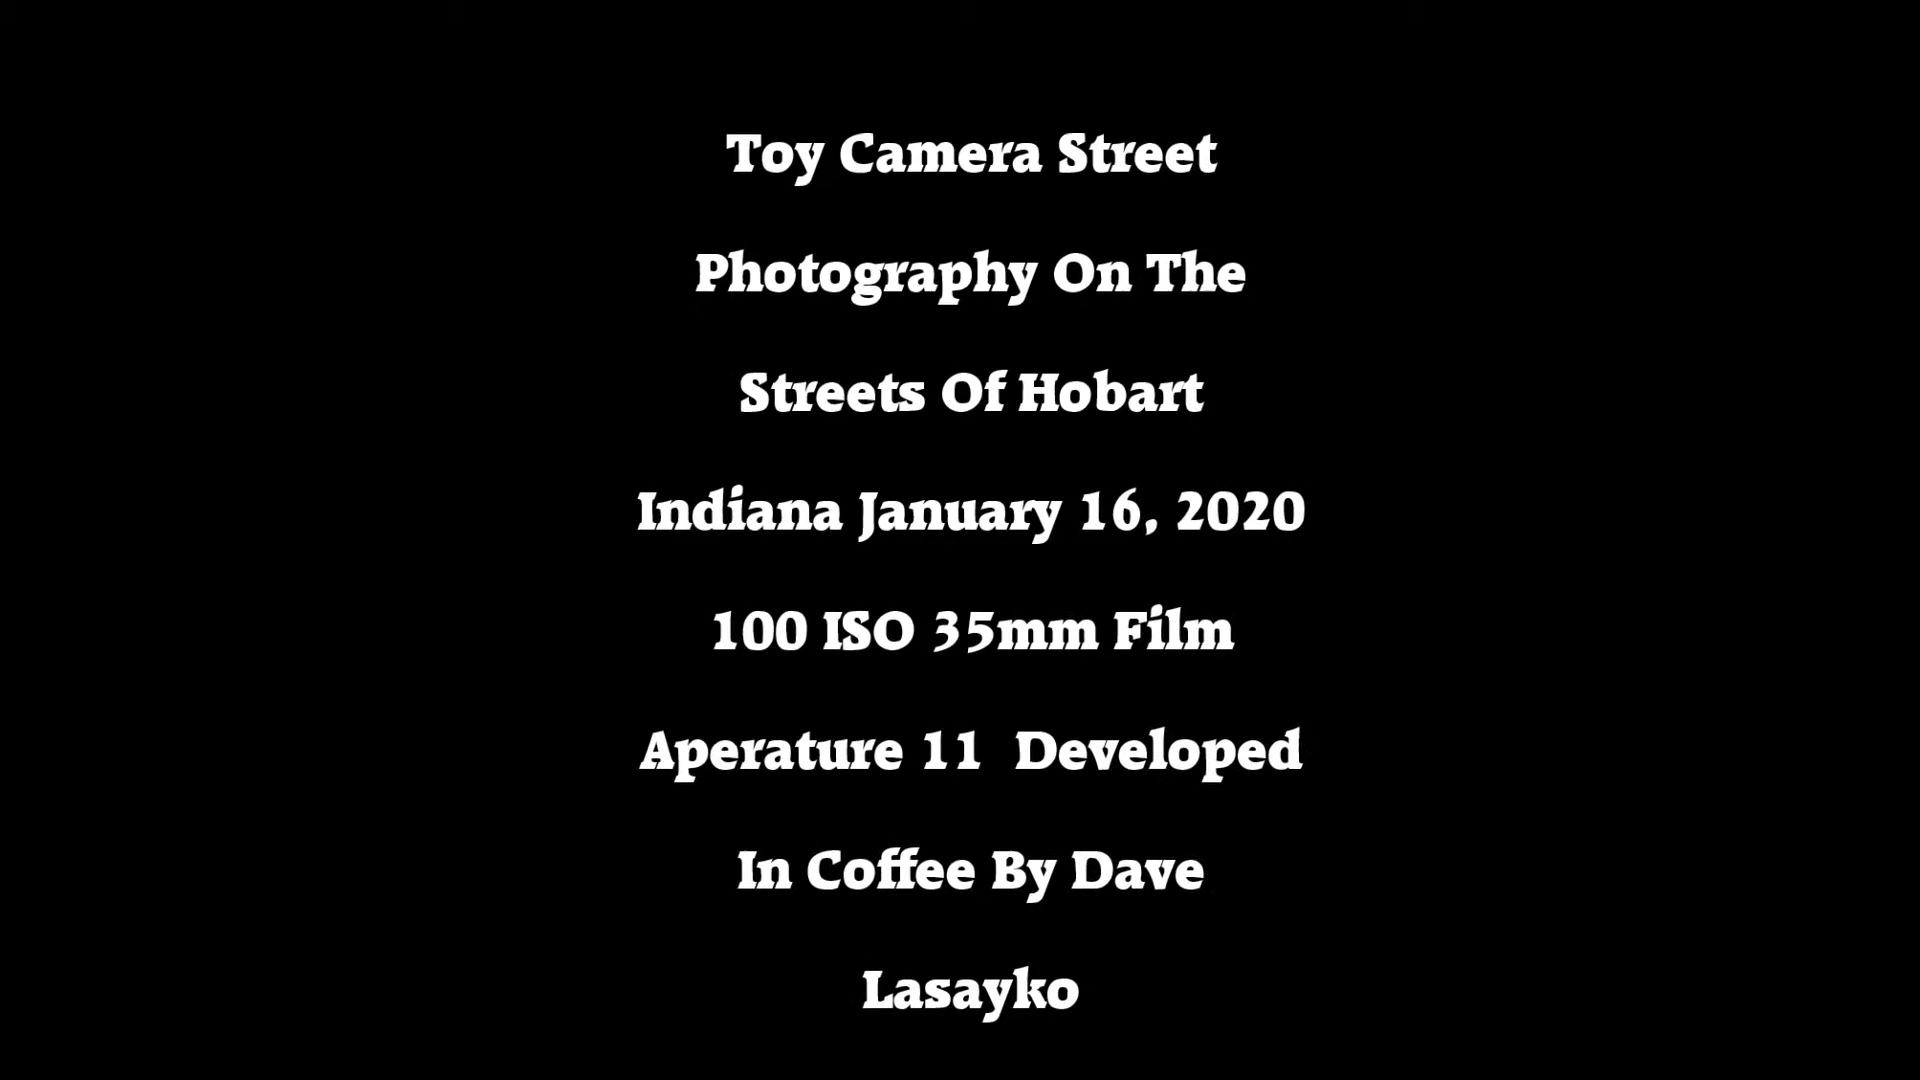 Toy Camera Street
Photography On The
Streets Of Hobart
Indiana January 16, 2020
100 ISO 35mm Film
Aperature 11  Developed
In Coffee By Dave
Lasayko